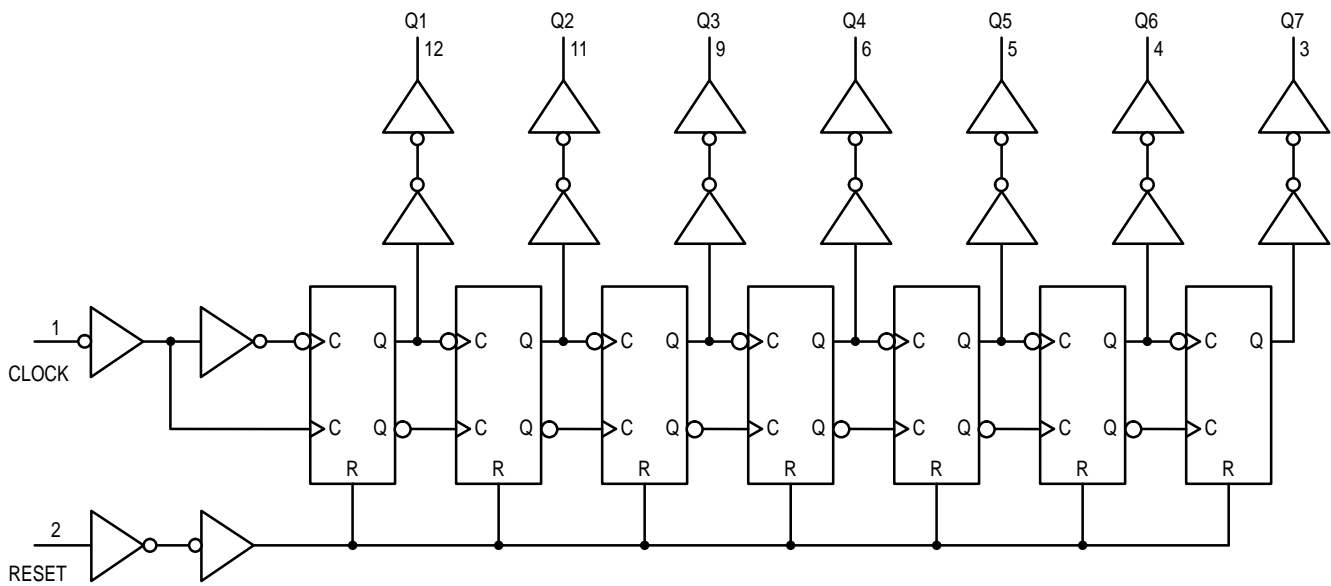 Q1 Q2 Q3 Q4 Q5 Q6 Q7
12 11 9 6 5 4 3
1 C Q C Q C Q C Q C Q C Q C Q
CLOCK
C Q C Q C Q C Q C Q C Q C
R R R R R R R
2
RESET